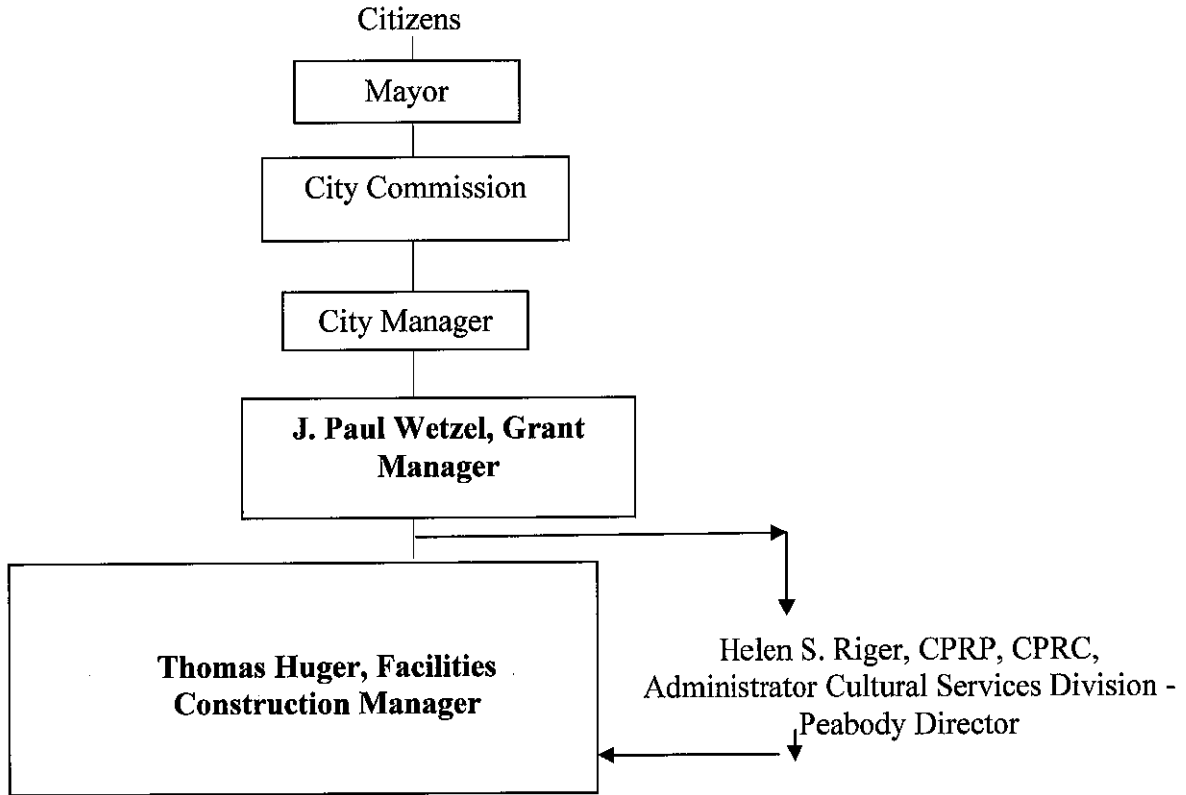 Citizens
Mayor
City Commission
City Manager
J. Paul Wetzel, Grant
Manager
Thomas Huger, Facilities
Construction Manager
Helen S. Riger, CPRP, CPRC,
Administrator Cultural Services Division -
Peabody Director